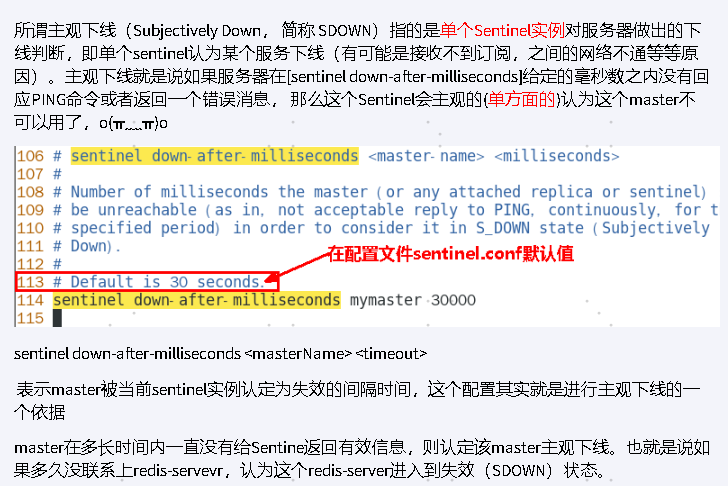 所谓主观下线（Subjectively Down， 简称 SDOWN）指的是单个Sentinel实例对服务器做出的下
线判断，即单个sentinel认为某个服务下线（有可能是接收不到订阅，之间的网络不通等等原
因）。主观下线就是说如果服务器在[sentinel down-after-milliseconds]给定的毫秒数之内没有回
应PING命令或者返回一个错误消息， 那么这个Sentinel会主观的(单方面的)认为这个master不
可以用了，o(╥﹏╥)o
106 # sentinel down-after-milliseconds <master-name> <milliseconds>
107 #
108 # Number of milliseconds the master (or any attached replica or sentinel)
109 # be unreachable (as in, not acceptable reply to PING, continuously, for t
110 # specified period) in order to consider it in S_DOWN state (Subjectively
111 # Down).
112 #
在配置文件sentinel.conf默认值
113 # Default is 30 seconds.
114 sentinel down-after-milliseconds mymaster 30000
115
sentinel down-after-milliseconds <masterName> <timeout>
表示master被当前sentinel实例认定为失效的间隔时间，这个配置其实就是进行主观下线的一
个依据
master在多长时间内一直没有给Sentine返回有效信息，则认定该master主观下线。也就是说如
果多久没联系上redis-servevr，认为这个redis-server进入到失效（SDOWN）状态。